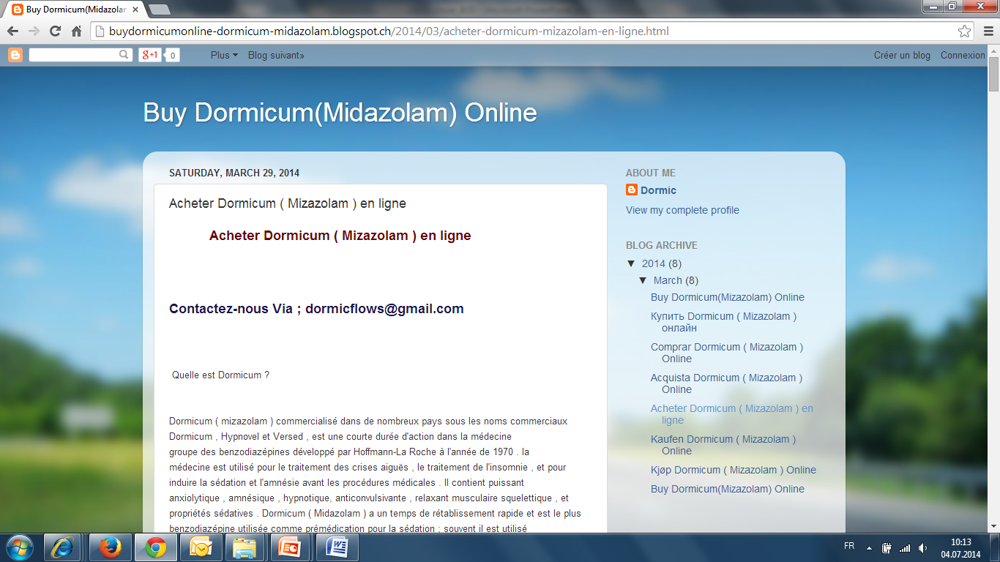 Buy Dormicum(Midazolam
buydormicumonline-dormicum-midazolam.blogspot.ch/2014/03/acheter-dormicum-mizazolam-en-ligne.html
g+1 0 Plus Blog suivant» Créer un blog Connexion
Buy Dormicum(Midazolam) Online
SATURDAY, MARCH 29, 2014
Acheter Dormicum ( Mizazolam ) en ligne
Acheter Dormicum ( Mizazolam ) en ligne
Contactez-nous Via ; dormicflows@gmail.com
Quelle est Dormicum ?
Dormicum ( mizazolam ) commercialisé dans de nombreux pays sous les noms commerciaux
Dormicum , Hypnovel et Versed , est une courte durée d'action dans la médecine
groupe des benzodiazépines développé par Hoffmann-La Roche à l'année de 1970 . la
médecine est utilisé pour le traitement des crises aiguës , le traitement de l'insomnie , et pour
induire la sédation et l'amnésie avant les procédures médicales . Il contient puissant
anxiolytique , amnésique , hypnotique, anticonvulsivante , relaxant musculaire squelettique , et
propriétés sédatives . Dormicum ( Midazolam ) a un temps de rétablissement rapide et est le plus
benzodiazépine utilisée comme prémédication pour la sédation ; souvent il est utilisé
ABOUT ME
Dormic
View my complete profile
BLOG ARCHIVE
▼ 2014 (8)
▼ March (8)
Buy Dormicum(Mizazolam) Online
Купить Dormicum ( Mizazolam )
онлайн
Comprar Dormicum ( Mizazolam )
Online
Acquista Dormicum ( Mizazolam )
Online
Acheter Dormicum ( Mizazolam ) en
ligne
Kaufen Dormicum ( Mizazolam )
Online
Kjøp Dormicum ( Mizazolam ) Online
Buy Dormicum(Mizazolam) Online
FR
10:13
04.07.2014